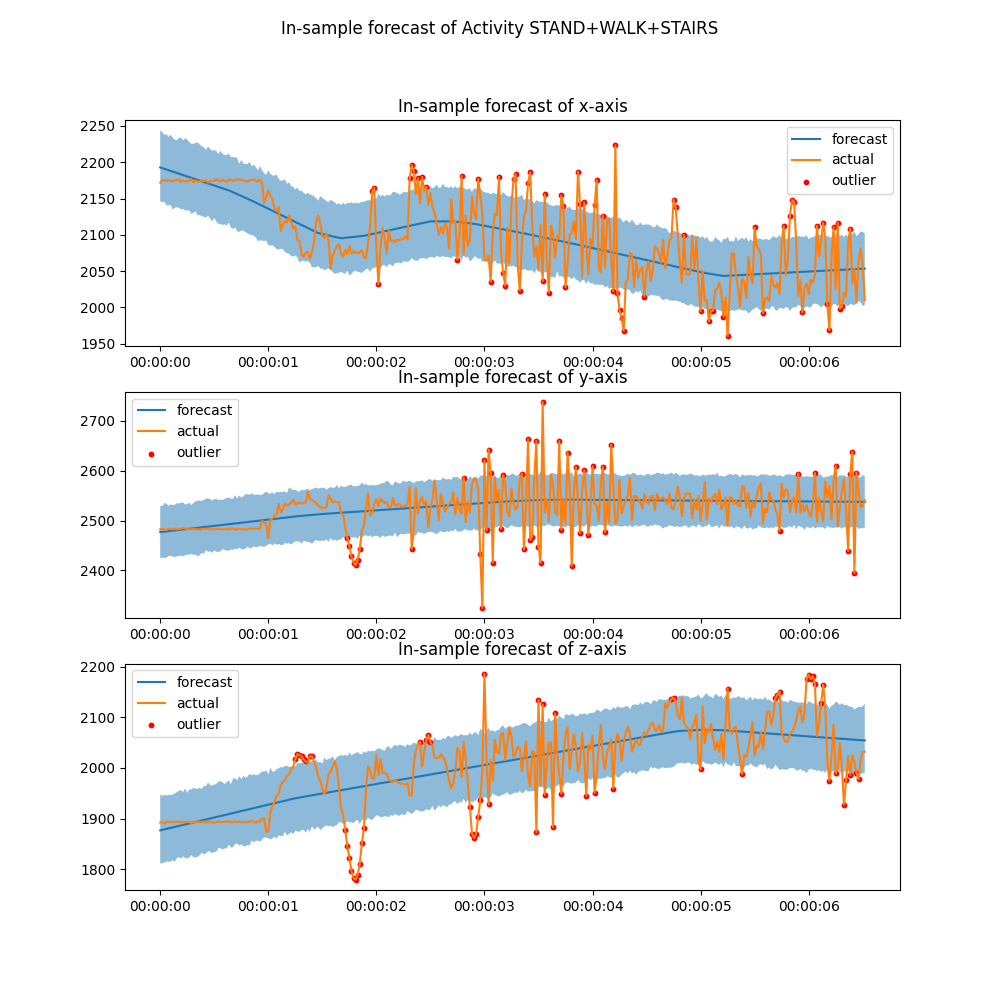 In-sample forecast of Activity STAND+WALK+STAIRS
In-sample forecast of x-axis
2250
2200
2150
2100
2050
2000
1950
forecast
actual
outlier
00:00:00 00:00:01 00:00:02 00:00:03 00:00:04 00:00:05 00:00:06
In-sample forecast of y-axis
2700
2600
2500
2400
forecast
actual
outlier
00:00:00 00:00:01 00:00:02 00:00:03 00:00:04 00:00:05 00:00:06
In-sample forecast of z-axis
2200
2100
2000
1900
1800
forecast
actual
outlier
00:00:00 00:00:01 00:00:02 00:00:03 00:00:04 00:00:05 00:00:06